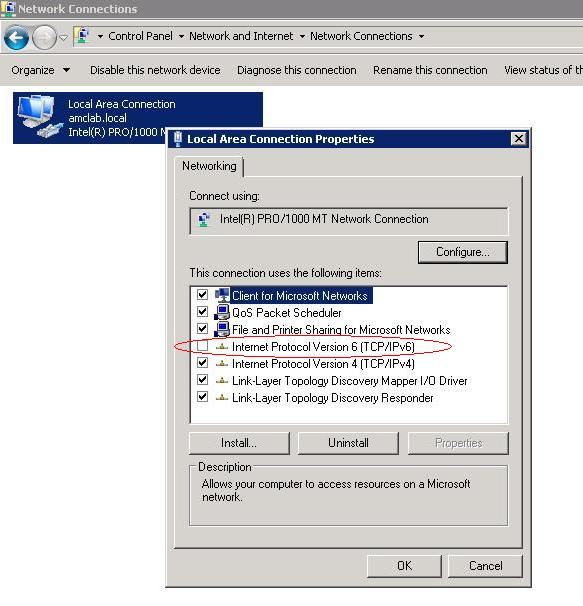 Network Connections
Control Panel Network and Internet Network Connections
Organize Disable this network device Diagnose this connection Rename this connection View status of
Local Area Connection
amclab.local
Intel(R) PRO/1000
Local Area Connection Properties
Networking
Connect using:
Intel(R) PRO/1000 MT Network Connection
Configure...
This connection uses the following items:
Client for Microsoft Networks
QoS Packet Scheduler
File and Printer Sharing for Microsoft Networks
Internet Protocol Version 6 (TCP/IPv6)
Internet Protocol Version 4 (TCP/IPv4)
Link-Layer Topology Discovery Mapper I/O Driver
Link-Layer Topology Discovery Responder
Install... Uninstall Properties
Description
Allows your computer to access resources on a Microsoft
network.
OK Cancel